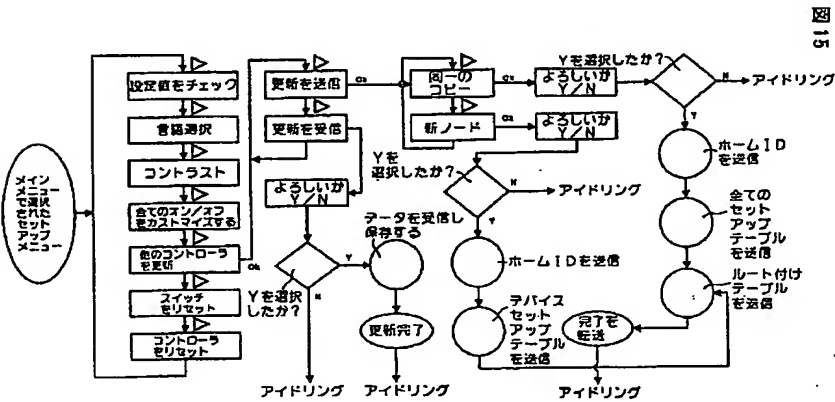 図15
メイン
メニュー
で選択
された
セット
アップ
メニュー
設定値をチェック
言語選択
コントラスト
全てのオン/オフ
をカスタマイズする
他のコントローラ
を更新
スイッチ
をリセット
コントローラ
をリセット
Ok
更新を送信
更新を受信
よろしいか
Y/N
Yを選択
したか?
Y
N
アイドリング
データを受信し
保存する
更新完了
アイドリング
Ok
同一の
コピー
新ノード
Ok
よろしいか
Y/N
Ok
よろしいか
Y/N
Yを
選択したか?
N
アイドリング
Y
ホームIDを送信
デバイス
セット
アップ
テーブル
を送信
Yを選択したか?
N
アイドリング
Y
ホームID
を送信
全ての
セット
アップ
テーブル
を送信
ルート付け
テーブル
を送信
完了を
転送
アイドリング